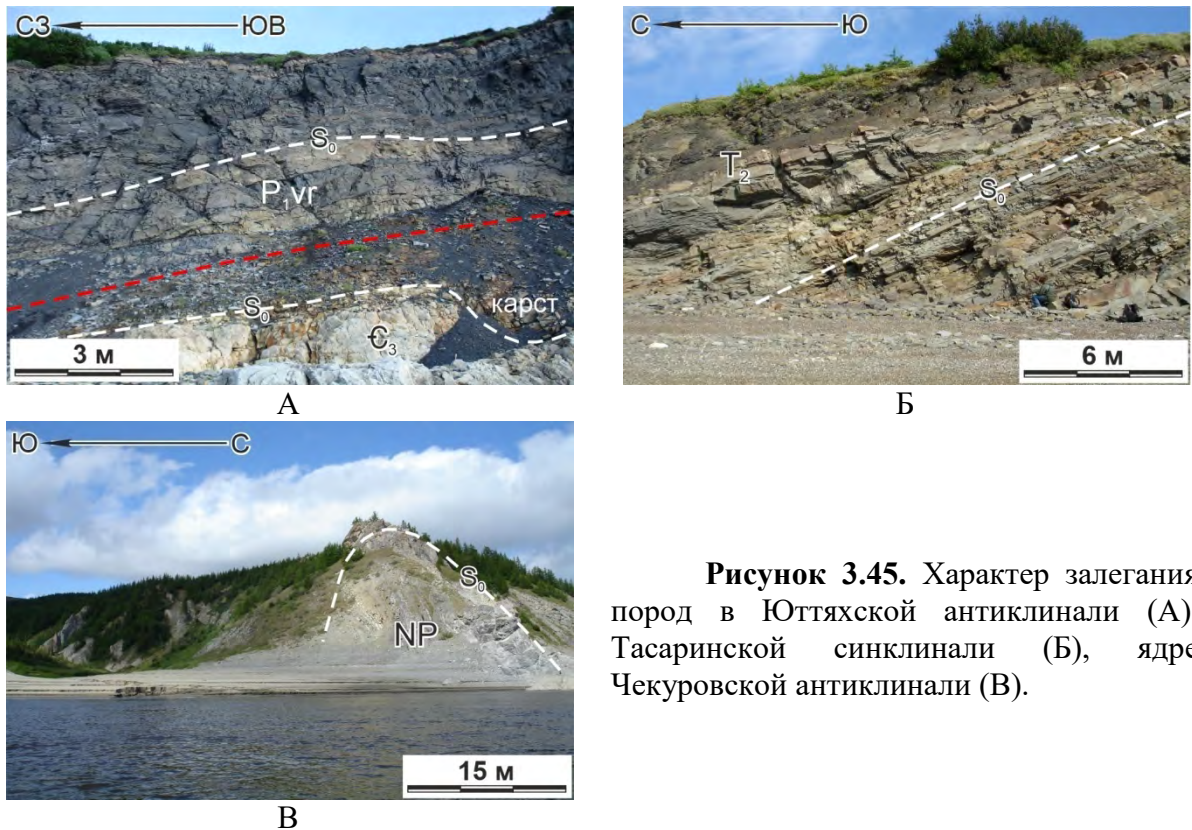 СЗ ЮВ
S₀
P₁vr
S₀
карст
Є₃
3 м
А
С Ю
T₂
S₀
6 м
Б
Ю С
S₀
NP
15 м
В
Рисунок 3.45. Характер залегания
пород в Юттяхской антиклинали (А)
Тасаринской синклинали (Б), ядре
Чекуровской антиклинали (В).